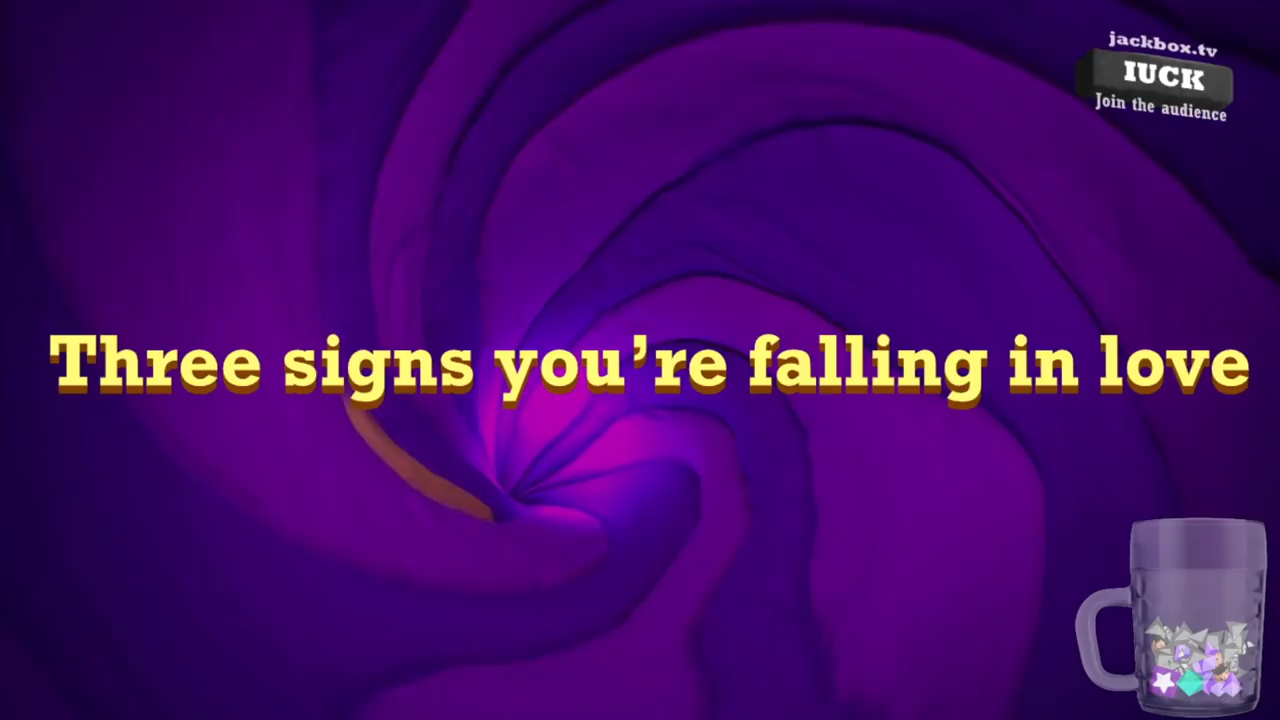 jackbox.tv
IUCK
Join the audience
Three signs you’re falling in love